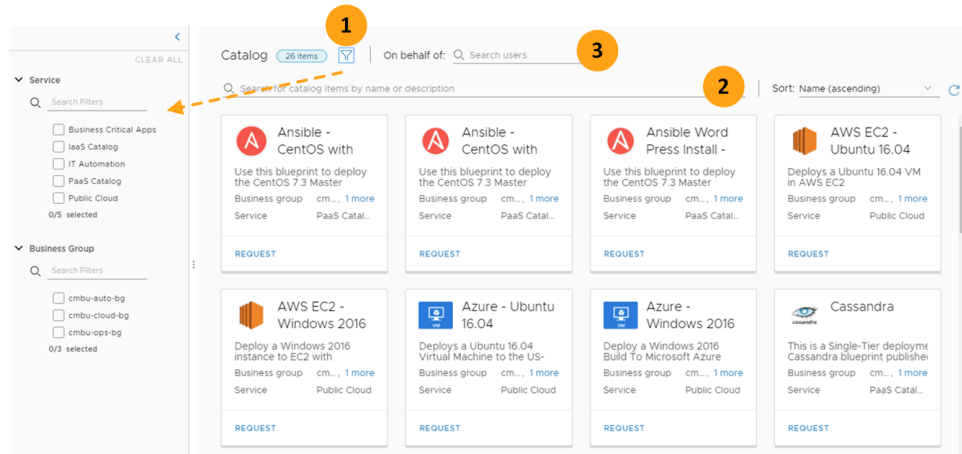 1
Catalog 26 items On behalf of: Search users 3
CLEAR ALL
Search for catalog items by name or description 2 Sort: Name (ascending)
Service
Search Filters
Business Critical Apps
IaaS Catalog
IT Automation
PaaS Catalog
Public Cloud
0/5 selected
Business Group
Search Filters
cmbu-auto-bg
cmbu-cloud-bg
cmbu-ops-bg
0/3 selected
Ansible -
CentOS with
Use this blueprint to deploy
the CentOS 7.3 Master
Business group cm..., 1 more
Service PaaS Catal...
REQUEST
Ansible -
CentOS with
Use this blueprint to deploy
the CentOS 7.3 Master
Business group cm..., 1 more
Service PaaS Catal...
REQUEST
Ansible Word
Press Install -
Use this blueprint to deploy
the CentOS 7.3 Master
Business group cm..., 1 more
Service PaaS Catal...
REQUEST
AWS EC2 -
Ubuntu 16.04
Deploys a Ubuntu 16.04 VM
in AWS EC2
Business group cm..., 1 more
Service Public Cloud
REQUEST
AWS EC2 -
Windows 2016
Deploy a Windows 2016
instance to EC2 with
Business group cm..., 1 more
Service Public Cloud
REQUEST
VM
Azure - Ubuntu
16.04
Deploys a Ubuntu 16.04
Virtual Machine to the US-
Business group cm..., 1 more
Service Public Cloud
REQUEST
VM
Azure -
Windows 2016
Deploy a Windows 2016
Build To Microsoft Azure
Business group cm..., 1 more
Service Public Cloud
REQUEST
cassandra
Cassandra
This is a Single-Tier deployme
Cassandra blueprint publishe
Business group cm..., 1 more
Service PaaS Catal...
REQUEST